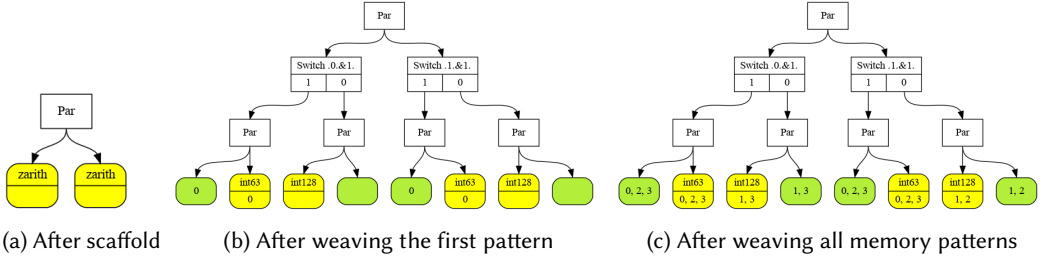 Par
Par
Par
Switch .0.&1.
Switch .1.&1.
Switch .0.&1.
Switch .1.&1.
1 0
1 0
1 0
1 0
Par
Par
Par
Par
Par
Par
Par
Par
zarith
zarith
0
int63
0
int128
0
int63
0
int128
0, 2, 3
int63
0, 2, 3
int128
1, 3
1, 3
0, 2, 3
int63
0, 2, 3
int128
1, 2
1, 2
(a) After scaffold
(b) After weaving the first pattern
(c) After weaving all memory patterns